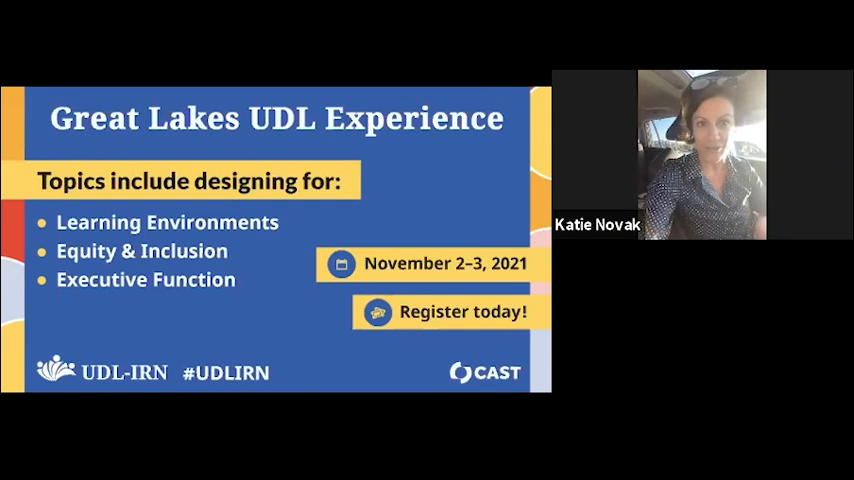 Great Lakes UDL Experience
Topics include designing for:
Learning Environments
Equity & Inclusion
Executive Function
November 2–3, 2021
Register today!
UDL-IRN #UDLIRN
CAST
Katie Novak